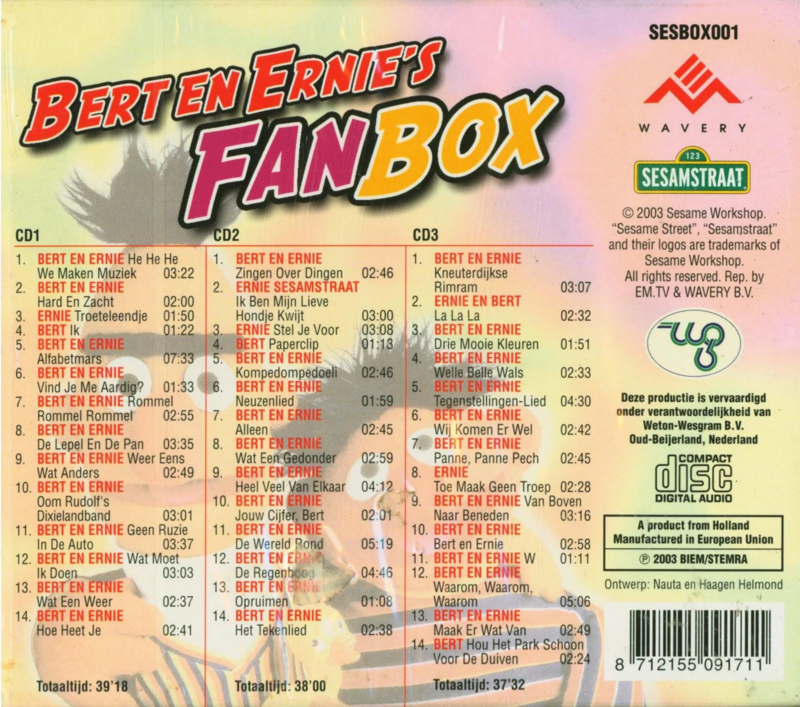 BERT EN ERNIE'S
FANBOX
CD1
1. BERT EN ERNIE He He He
We Maken Muziek 03:22
2. BERT EN ERNIE
Hard En Zacht 02:00
3. ERNIE Troeteleendje 01:50
4. BERT Ik 01:22
5. BERT EN ERNIE
Alfabetmars 07:33
6. BERT EN ERNIE
Vind Je Me Aardig? 01:33
7. BERT EN ERNIE Rommel
Rommel Rommel 02:55
8. BERT EN ERNIE
De Lepel En De Pan 03:35
9. BERT EN ERNIE Weer Eens
Wat Anders 02:49
10. BERT EN ERNIE
Oom Rudolf's
Dixielandband 03:01
11. BERT EN ERNIE Geen Ruzie
In De Auto 03:37
12. BERT EN ERNIE Wat Moet
Ik Doen 03:03
13. BERT EN ERNIE
Wat Een Weer 02:37
14. BERT EN ERNIE
Hoe Heet Je 02:41
Totaaltijd: 39'18
CD2
1. BERT EN ERNIE
Zingen Over Dingen 02:46
2. ERNIE SESAMSTRAAT
Ik Ben Mijn Lieve
Hondje Kwijt 03:00
3. ERNIE Stel Je Voor 03:08
4. BERT Paperclip 01:13
5. BERT EN ERNIE
Kompedompedoeli 02:46
6. BERT EN ERNIE
Neuzenlied 01:59
7. BERT EN ERNIE
Alleen 02:45
8. BERT EN ERNIE
Wat Een Gedonder 02:59
9. BERT EN ERNIE
Heel Veel Van Elkaar 04:12
10. BERT EN ERNIE
Jouw Cijfer, Bert 02:01
11. BERT EN ERNIE
De Wereld Rond 05:19
12. BERT EN ERNIE
De Regenboog 04:46
13. BERT EN ERNIE
Opruimen 01:08
14. BERT EN ERNIE
Het Tekenlied 02:38
Totaaltijd: 38'00
CD3
1. BERT EN ERNIE
Kneuterdijkse
Rimram 03:07
2. ERNIE EN BERT
La La La 02:32
3. BERT EN ERNIE
Drie Mooie Kleuren 01:51
4. BERT EN ERNIE
Welle Belle Wals 02:33
5. BERT EN ERNIE
Tegenstellingen-Lied 04:30
6. BERT EN ERNIE
Wij Komen Er Wel 02:42
7. BERT EN ERNIE
Panne, Panne Pech 02:45
8. ERNIE
Toe Maak Geen Troep 02:28
9. BERT EN ERNIE Van Boven
Naar Beneden 03:16
10. BERT EN ERNIE
Bert en Ernie 02:58
11. BERT EN ERNIE W 01:11
12. BERT EN ERNIE
Waarom, Waarom,
Waarom 05:06
13. BERT EN ERNIE
Maak Er Wat Van 02:49
14. BERT Hou Het Park Schoon
Voor De Duiven 02:24
Totaaltijd: 37'32
SESBOX001
WAVERY
123
SESAMSTRAAT
© 2003 Sesame Workshop.
"Sesame Street", "Sesamstraat"
and their logos are trademarks of
Sesame Workshop.
All rights reserved. Rep. by
EM.TV & WAVERY B.V.
Deze productie is vervaardigd
onder verantwoordelijkheid van
Weton-Wesgram B.V.
Oud-Beijerland, Nederland
COMPACT
disc
DIGITAL AUDIO
A product from Holland
Manufactured in European Union
℗ 2003 BIEM/STEMRA
Ontwerp: Nauta en Haagen Helmond
8 712155 091711